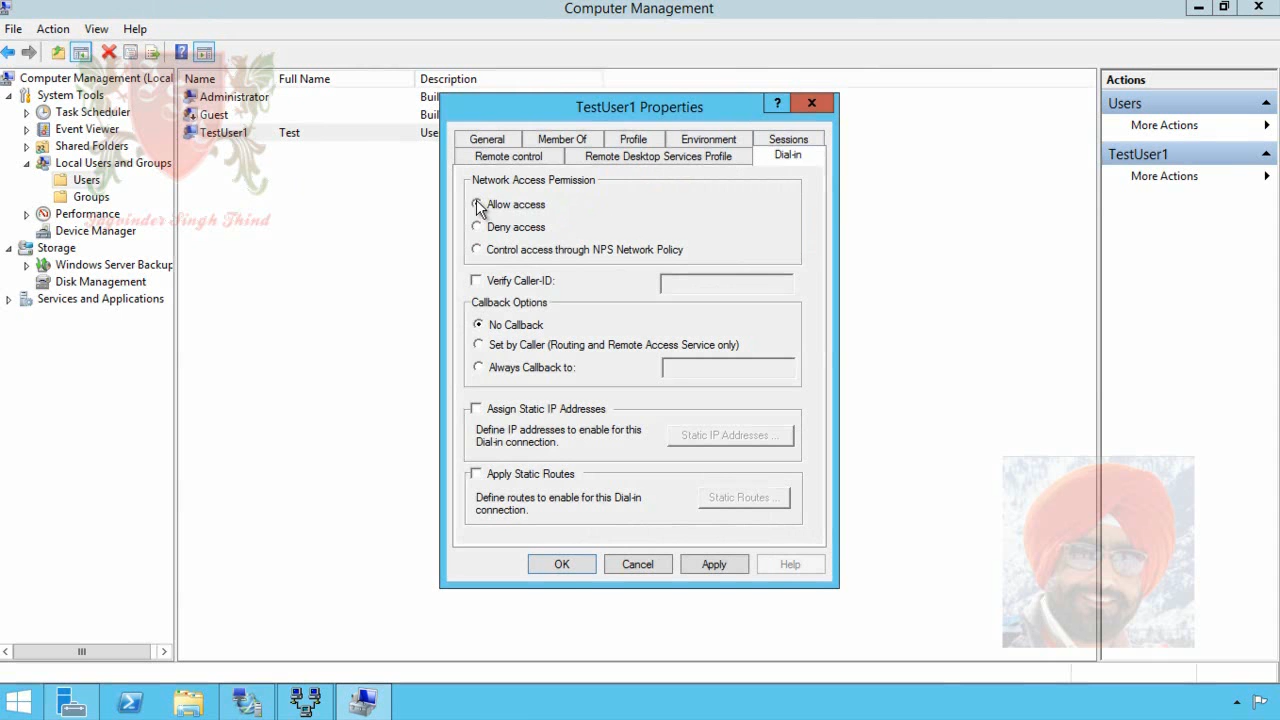 Computer Management
File Action View Help
Computer Management (Local
System Tools
Task Scheduler
Event Viewer
Shared Folders
Local Users and Groups
Users
Groups
Performance
Device Manager
Storage
Windows Server Backup
Disk Management
Services and Applications
Name Full Name Description
Administrator Buil
Guest Buil
TestUser1 Test Use
Jagvinder Singh Thind
TestUser1 Properties
?
General Member Of Profile Environment Sessions
Remote control Remote Desktop Services Profile Dial-in
Network Access Permission
Allow access
Deny access
Control access through NPS Network Policy
Verify Caller-ID:
Callback Options
No Callback
Set by Caller (Routing and Remote Access Service only)
Always Callback to:
Assign Static IP Addresses
Define IP addresses to enable for this
Dial-in connection.
Static IP Addresses ...
Apply Static Routes
Define routes to enable for this Dial-in
connection.
Static Routes ...
OK Cancel Apply Help
Actions
Users
More Actions
TestUser1
More Actions